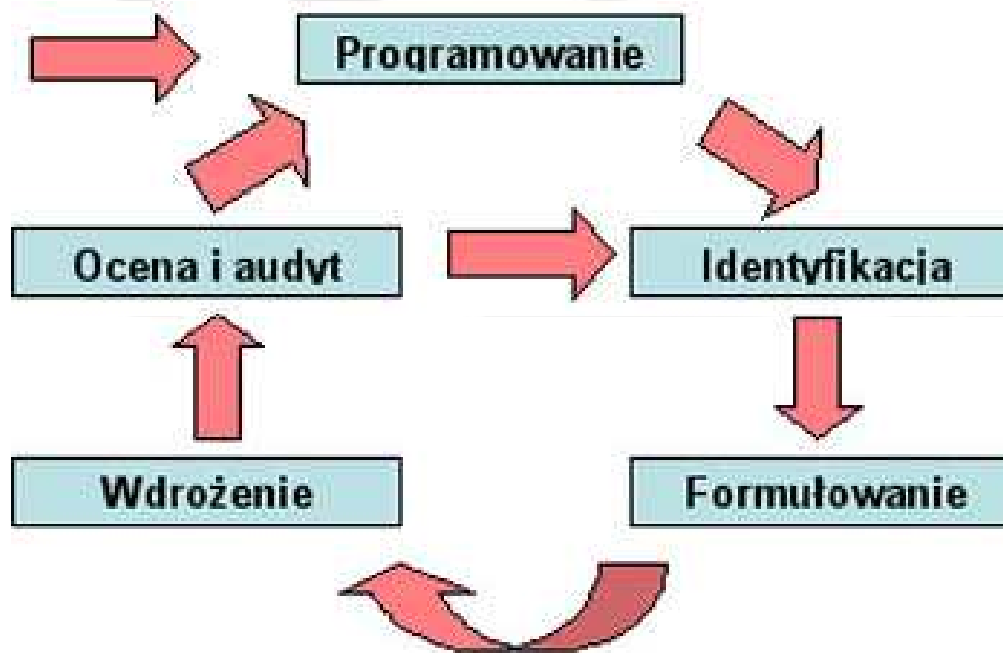 Programowanie
Ocena i audyt
Identyfikacja
Wdrożenie
Formułowanie